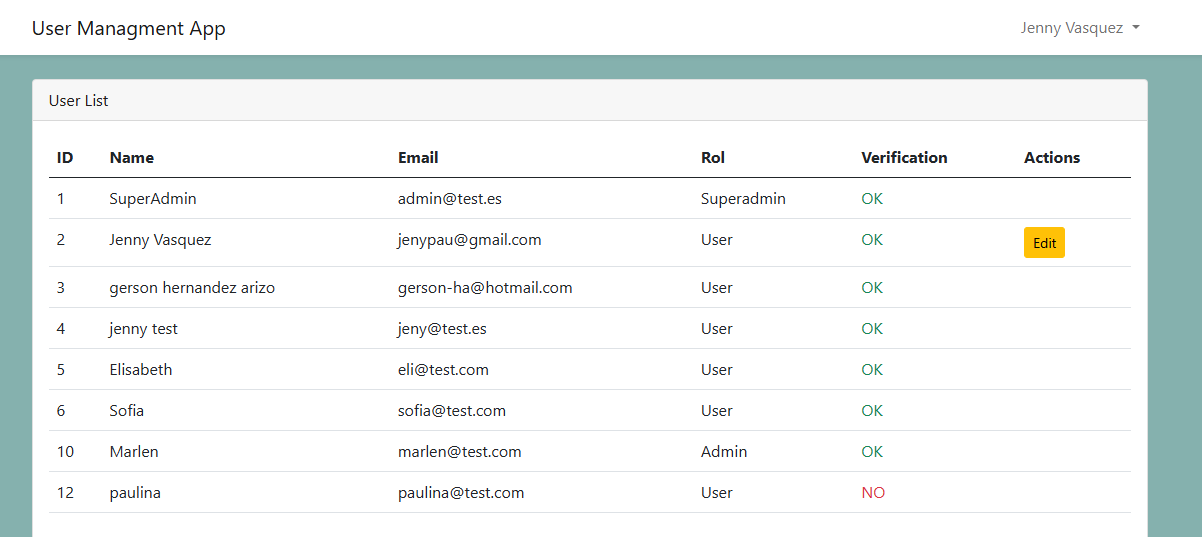 User Managment App Jenny Vasquez
User List
ID Name Email Rol Verification Actions
1 SuperAdmin admin@test.es Superadmin OK
2 Jenny Vasquez jenypau@gmail.com User OK Edit
3 gerson hernandez arizo gerson-ha@hotmail.com User OK
4 jenny test jeny@test.es User OK
5 Elisabeth eli@test.com User OK
6 Sofia sofia@test.com User OK
10 Marlen marlen@test.com Admin OK
12 paulina paulina@test.com User NO